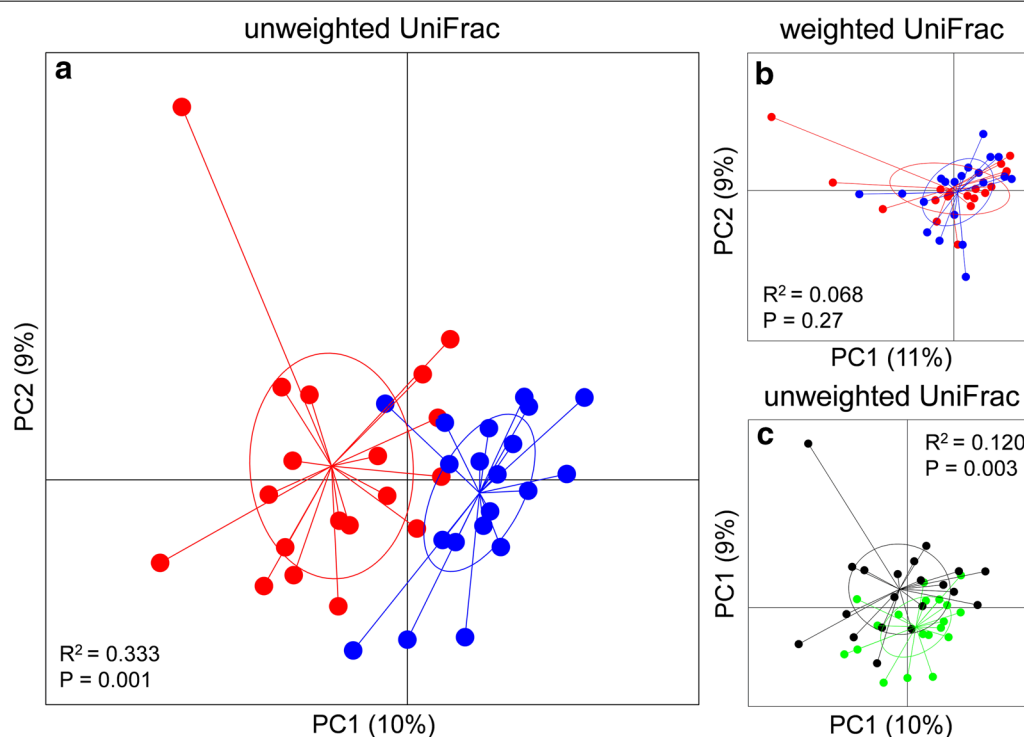 unweighted UniFrac
a
PC2 (9%)
R² = 0.333
P = 0.001
PC1 (10%)
weighted UniFrac
b
PC2 (9%)
R² = 0.068
P = 0.27
PC1 (11%)
unweighted UniFrac
c
R² = 0.120
P = 0.003
PC1 (9%)
PC1 (10%)